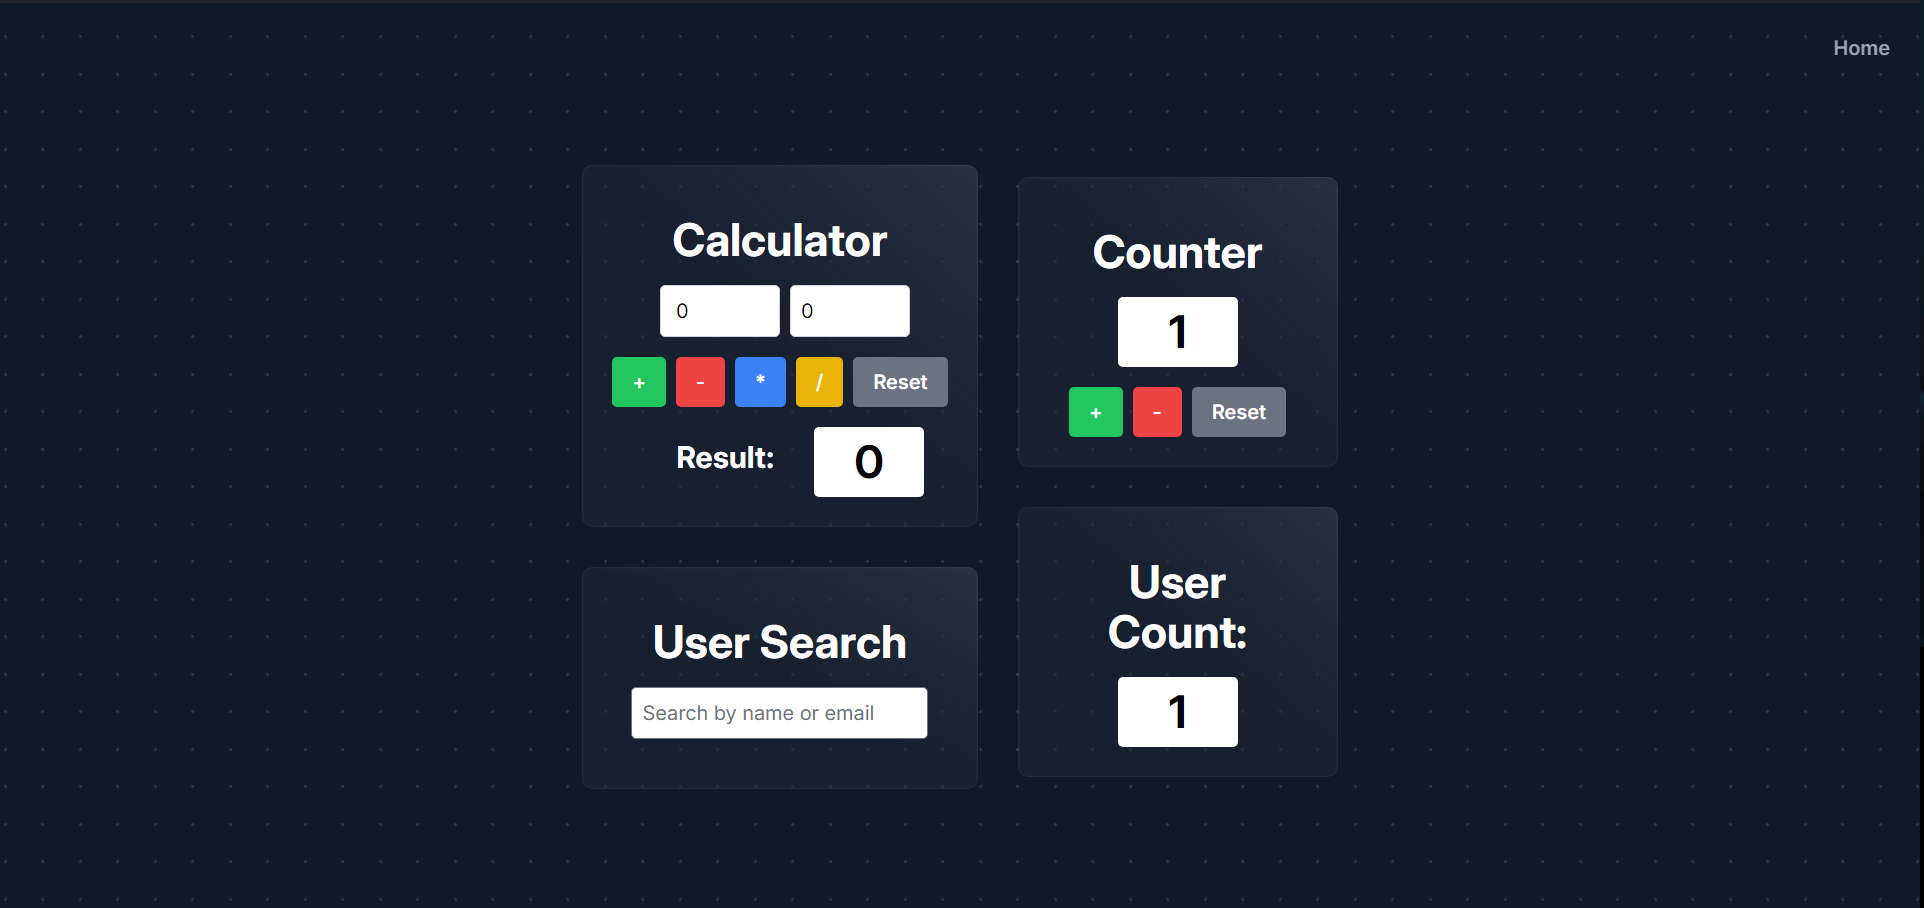 Home
Calculator
0 0
+ - * / Reset
Result: 0
Counter
1
+ - Reset
User Search
Search by name or email
User
Count:
1